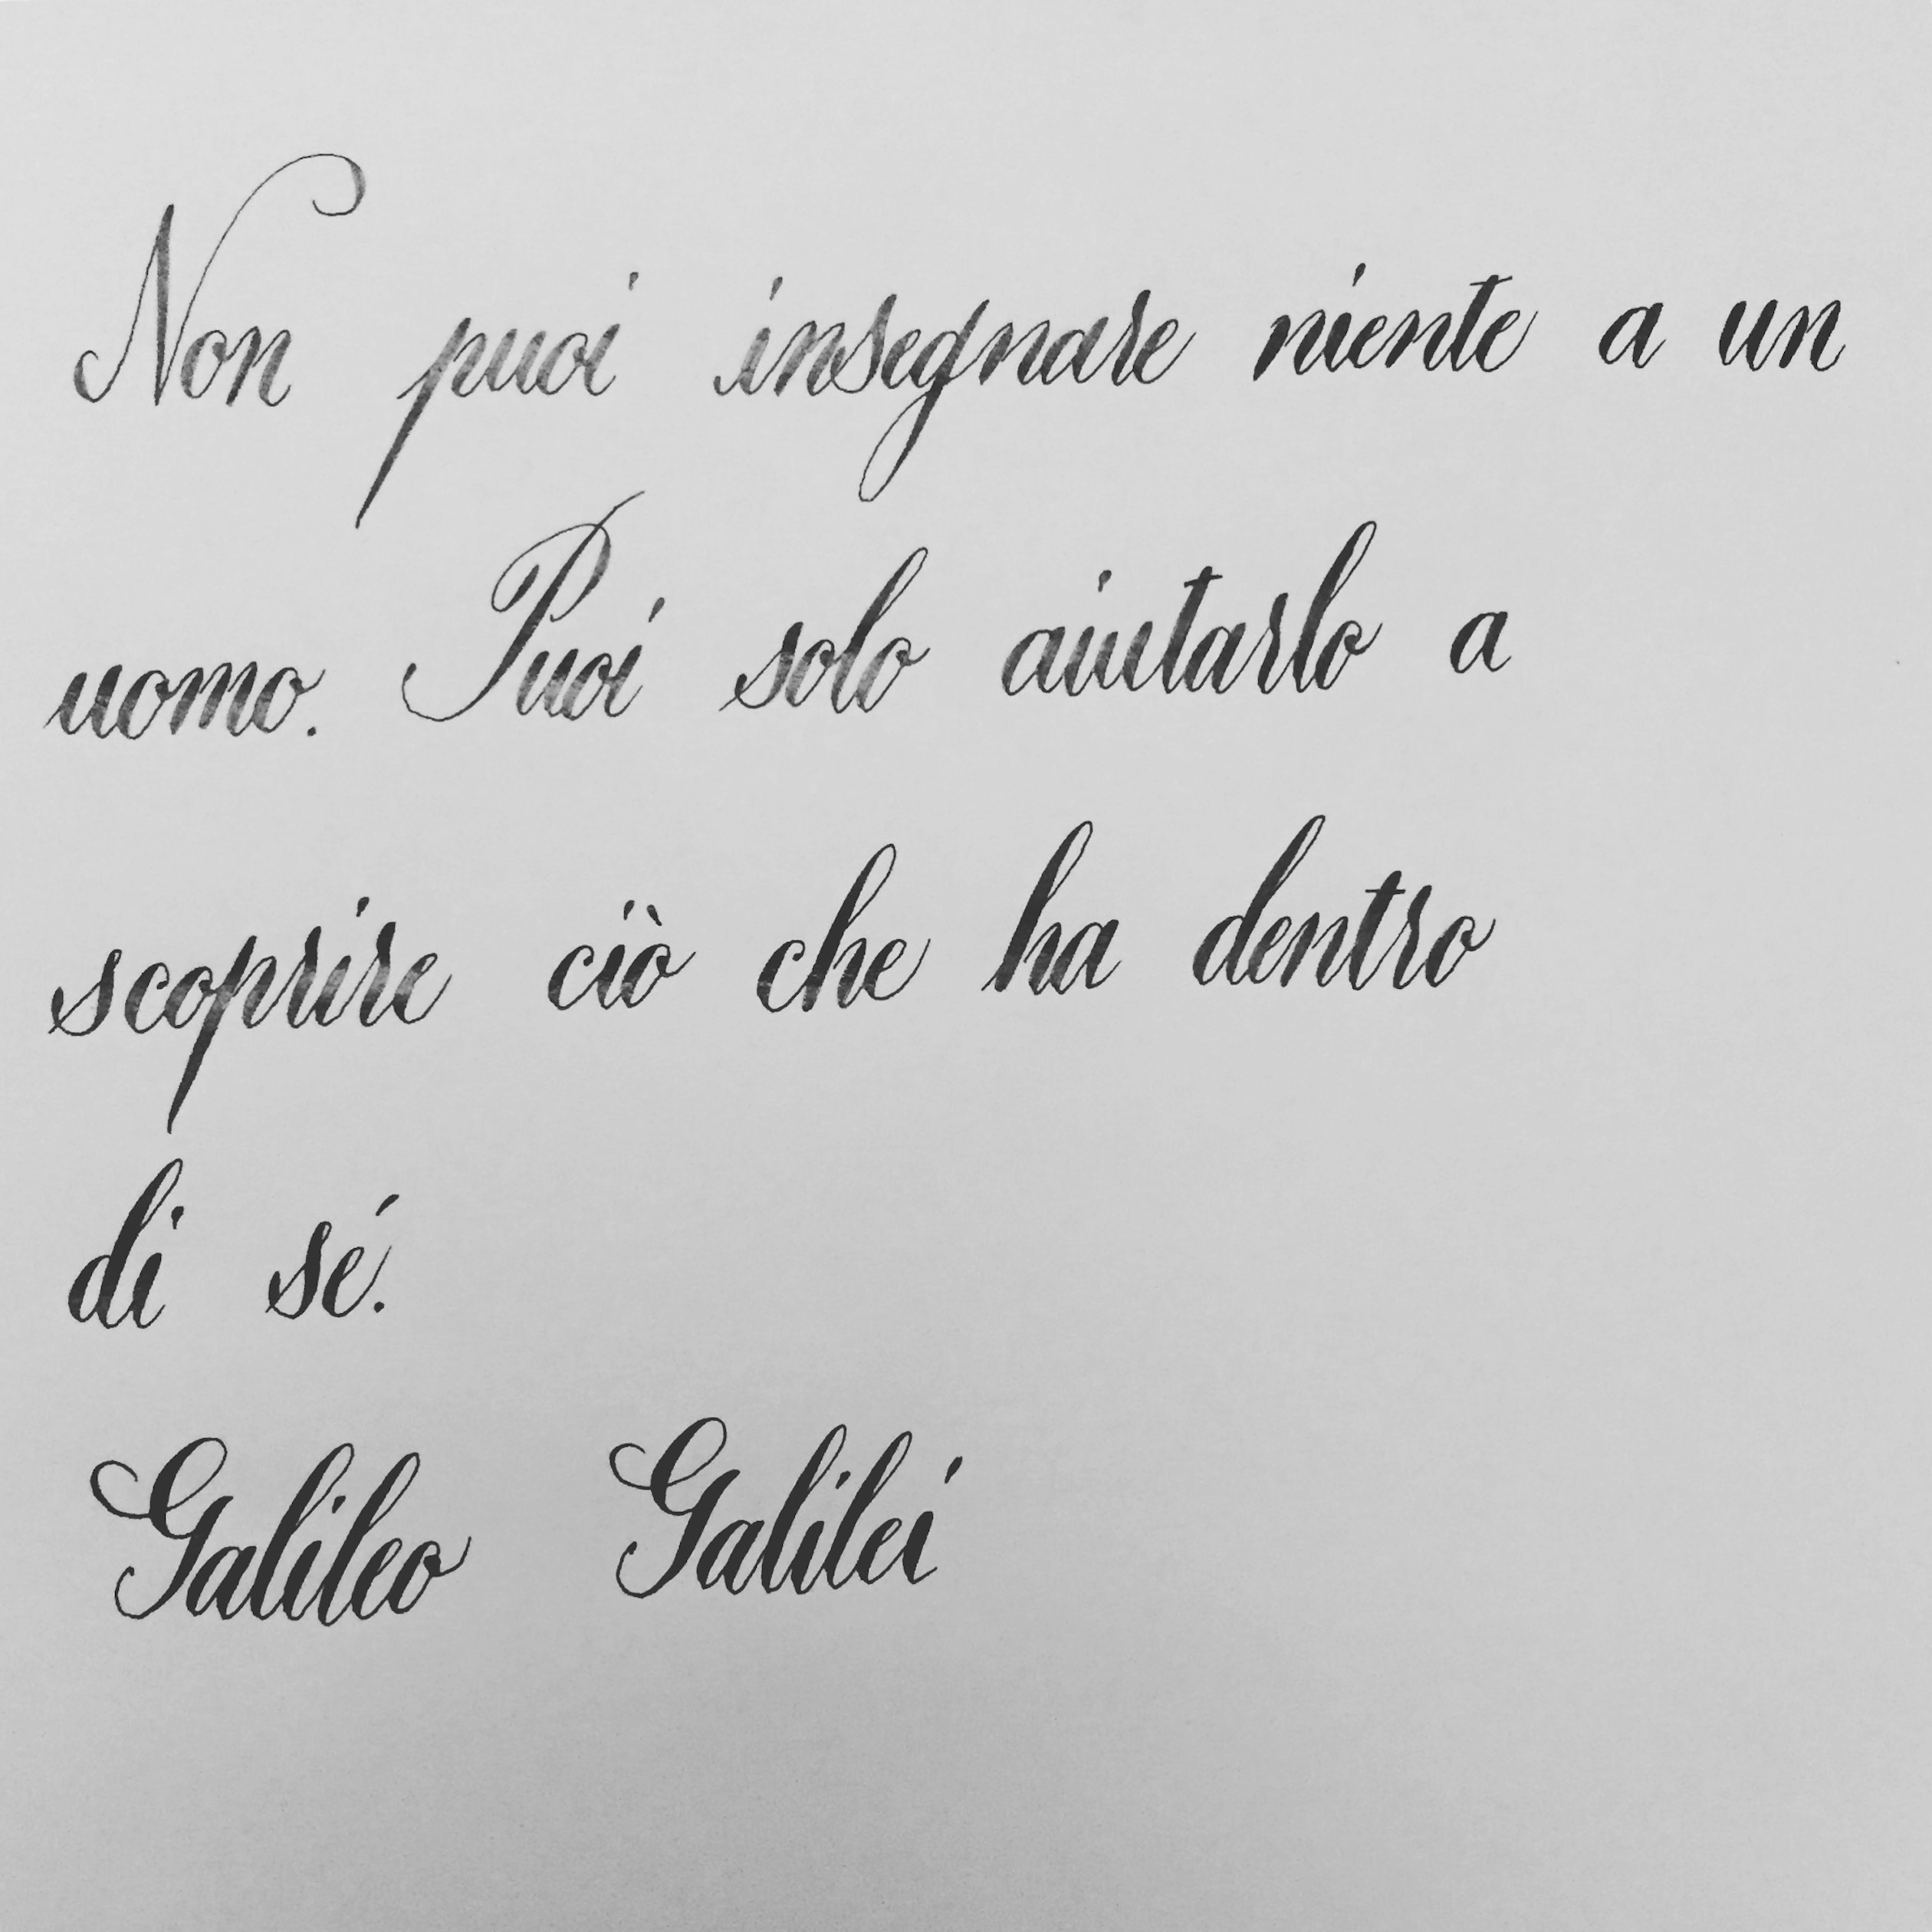 Non puoi insegnare niente a un
uomo. Puoi solo aiutarlo a
scoprire ciò che ha dentro
di sé.
Galileo Galilei